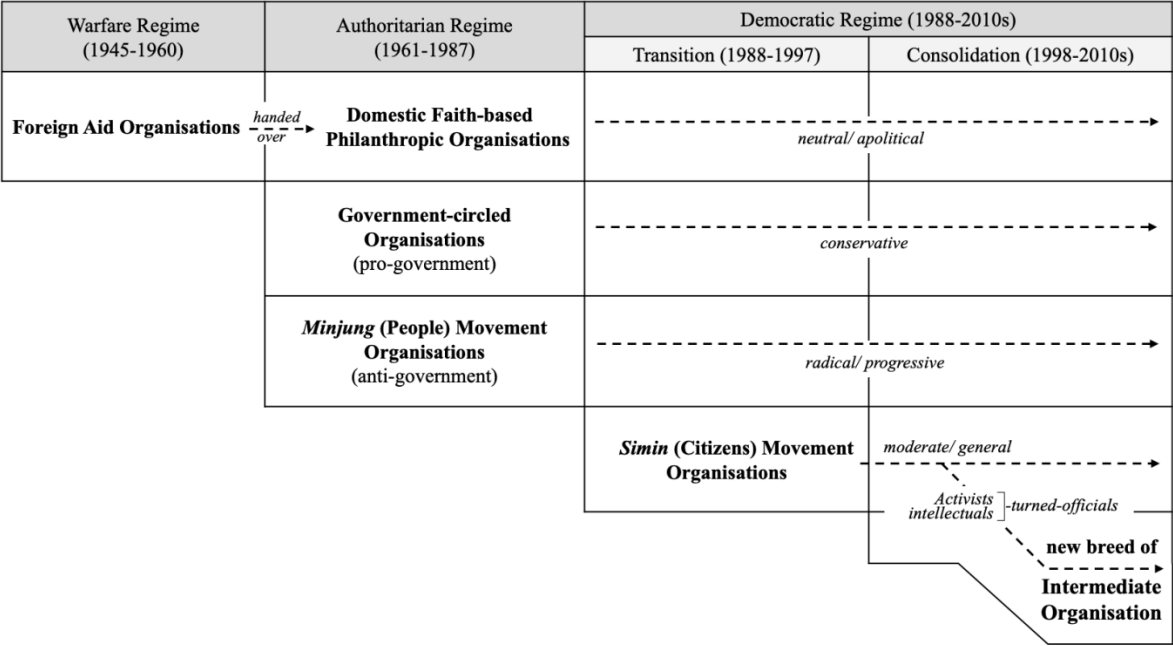 Warfare Regime
(1945-1960)
Authoritarian Regime
(1961-1987)
Democratic Regime (1988-2010s)
Transition (1988-1997)
Consolidation (1998-2010s)
Foreign Aid Organisations
handed
over
Domestic Faith-based
Philanthropic Organisations
neutral/ apolitical
Government-circled
Organisations
(pro-government)
conservative
Minjung (People) Movement
Organisations
(anti-government)
radical/ progressive
Simin (Citizens) Movement
Organisations
moderate/ general
Activists
intellectuals
-turned-officials
new breed of
Intermediate
Organisation